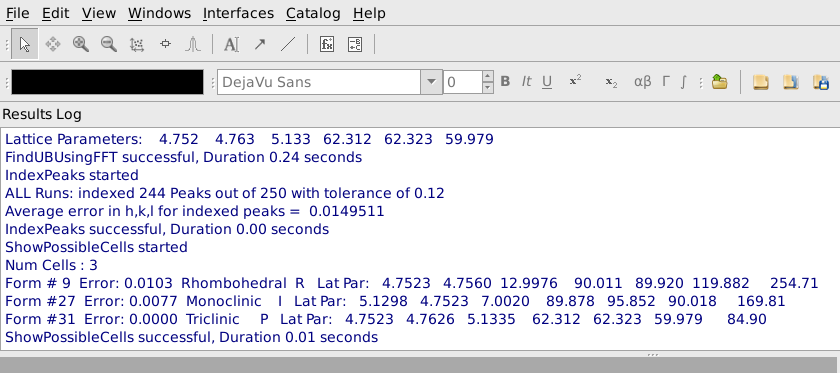 File Edit View Windows Interfaces Catalog Help
AI fx
DejaVu Sans 0 B It U x² x₂ αβ Γ ∫
Results Log
Lattice Parameters: 4.752 4.763 5.133 62.312 62.323 59.979
FindUBUsingFFT successful, Duration 0.24 seconds
IndexPeaks started
ALL Runs: indexed 244 Peaks out of 250 with tolerance of 0.12
Average error in h,k,l for indexed peaks = 0.0149511
IndexPeaks successful, Duration 0.00 seconds
ShowPossibleCells started
Num Cells : 3
Form # 9 Error: 0.0103 Rhombohedral R Lat Par: 4.7523 4.7560 12.9976 90.011 89.920 119.882 254.71
Form #27 Error: 0.0077 Monoclinic I Lat Par: 5.1298 4.7523 7.0020 89.878 95.852 90.018 169.81
Form #31 Error: 0.0000 Triclinic P Lat Par: 4.7523 4.7626 5.1335 62.312 62.323 59.979 84.90
ShowPossibleCells successful, Duration 0.01 seconds